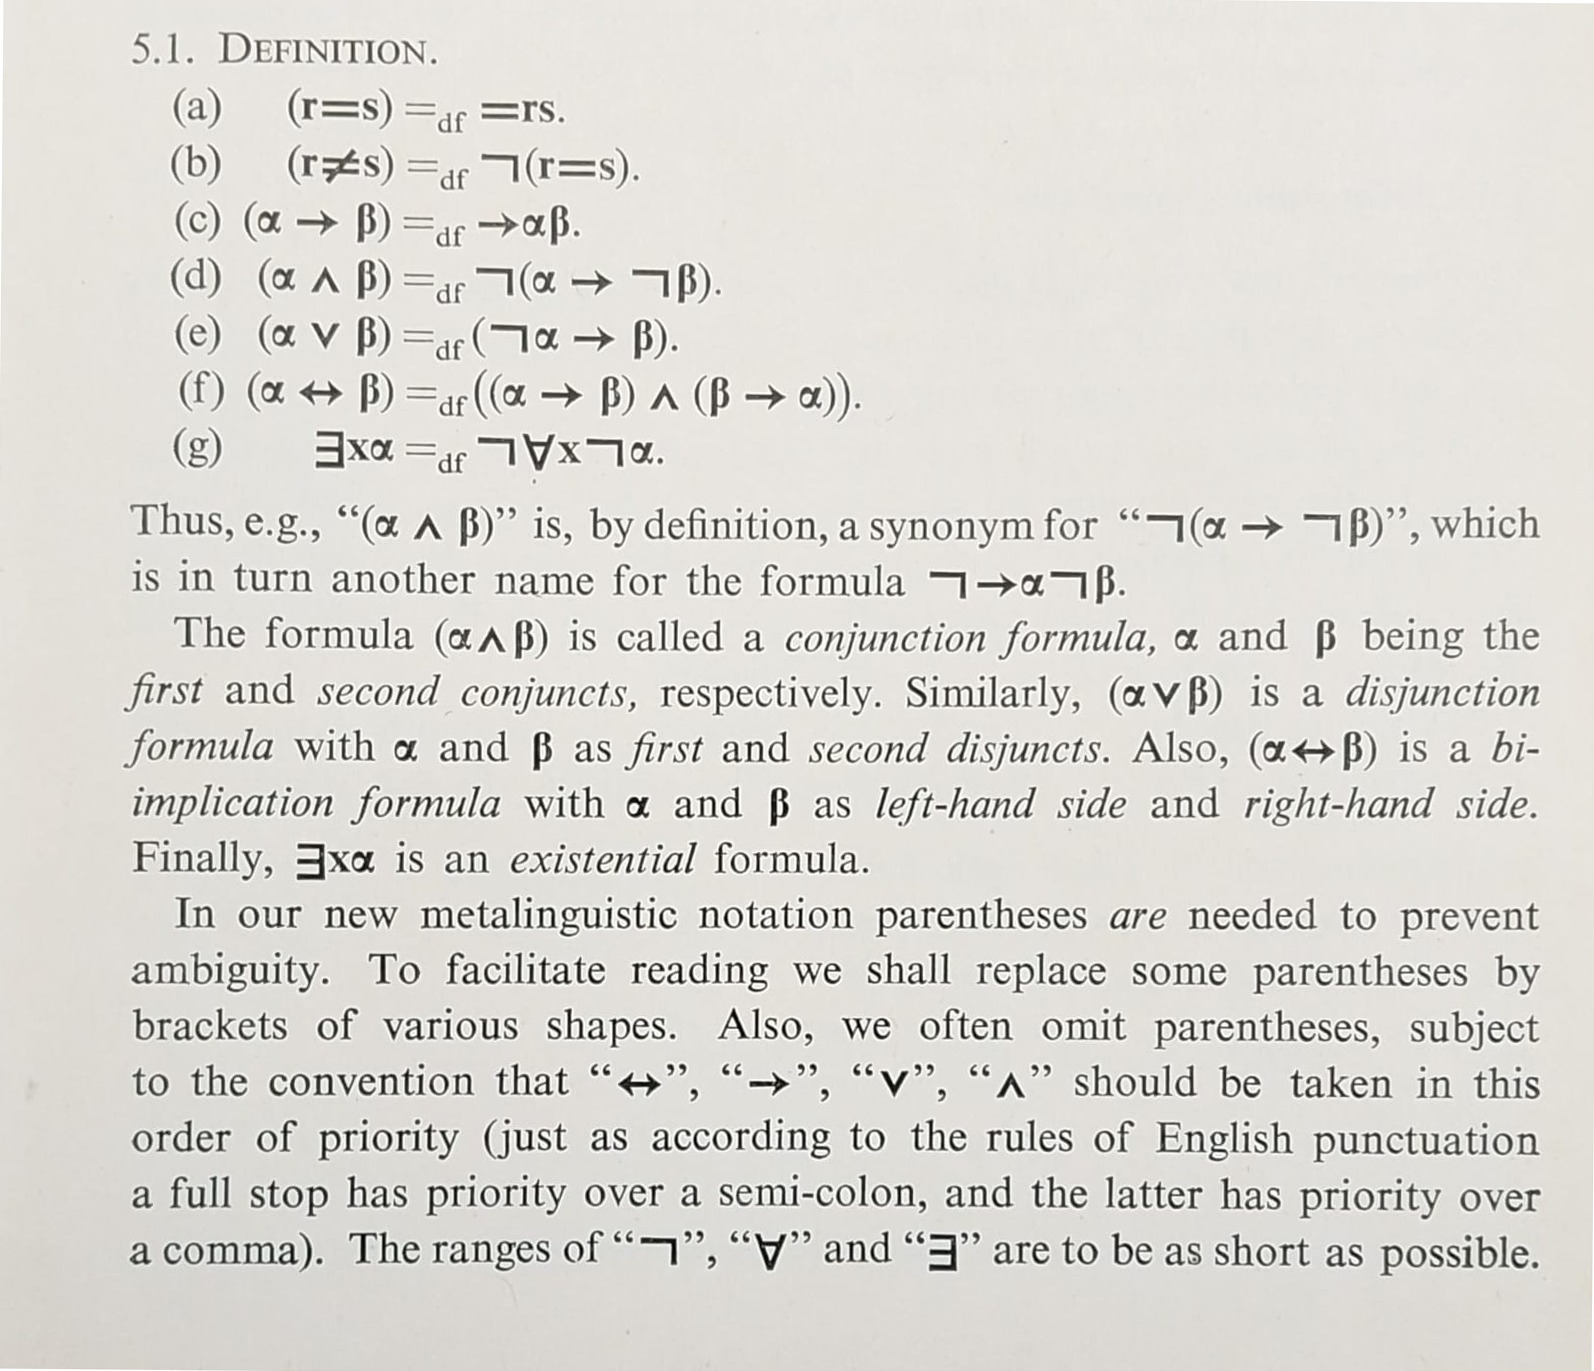 5.1. DEFINITION.
(a) (r=s) =df =rs.
(b) (r≠s) =df ¬(r=s).
(c) (α → β) =df →αβ.
(d) (α ∧ β) =df ¬(α → ¬β).
(e) (α ∨ β) =df (¬α → β).
(f) (α ↔ β) =df ((α → β) ∧ (β → α)).
(g) ∃xα =df ¬∀x¬α.
Thus, e.g., “(α ∧ β)” is, by definition, a synonym for “¬(α → ¬β)”, which
is in turn another name for the formula ¬→α¬β.
The formula (α∧β) is called a conjunction formula, α and β being the
first and second conjuncts, respectively. Similarly, (α∨β) is a disjunction
formula with α and β as first and second disjuncts. Also, (α↔β) is a bi-
implication formula with α and β as left-hand side and right-hand side.
Finally, ∃xα is an existential formula.
In our new metalinguistic notation parentheses are needed to prevent
ambiguity. To facilitate reading we shall replace some parentheses by
brackets of various shapes. Also, we often omit parentheses, subject
to the convention that “↔”, “→”, “∨”, “∧” should be taken in this
order of priority (just as according to the rules of English punctuation
a full stop has priority over a semi-colon, and the latter has priority over
a comma). The ranges of “¬”, “∀” and “∃” are to be as short as possible.